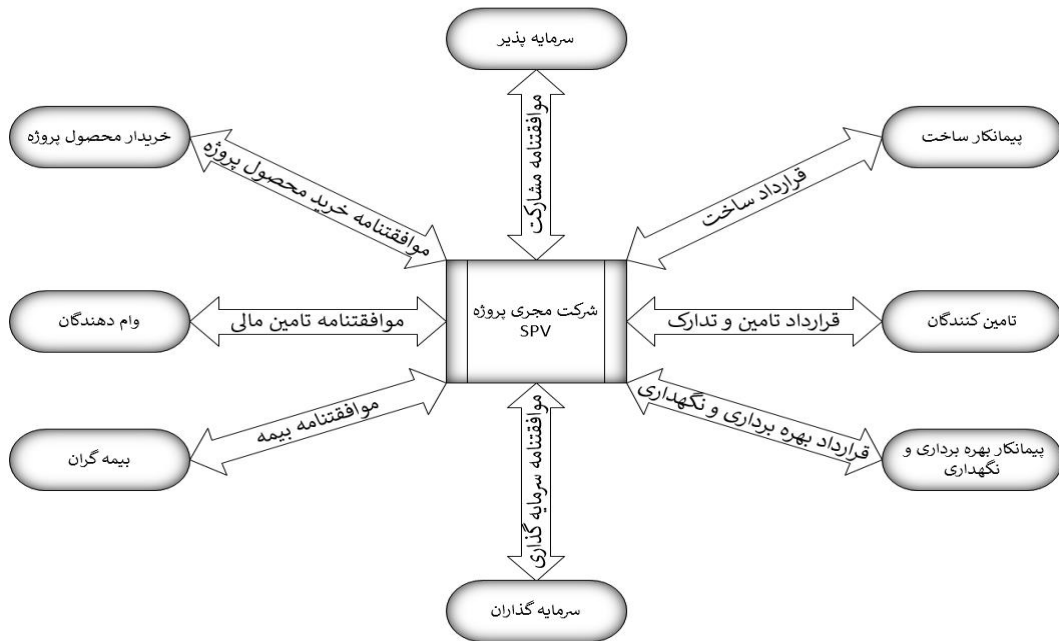 سرمایه پذیر
موافقتنامه مشارکت
پیمانکار ساخت
قرارداد ساخت
خریدار محصول پروژه
موافقتنامه خرید محصول پروژه
شرکت مجری پروژه
SPV
تامین کنندگان
قرارداد تامین و تدارک
وام دهندگان
موافقتنامه تامین مالی
پیمانکار بهره برداری و
نگهداری
قرارداد بهره برداری و نگهداری
بیمه گران
موافقتنامه بیمه
موافقتنامه سرمایه گذاری
سرمایه گذاران